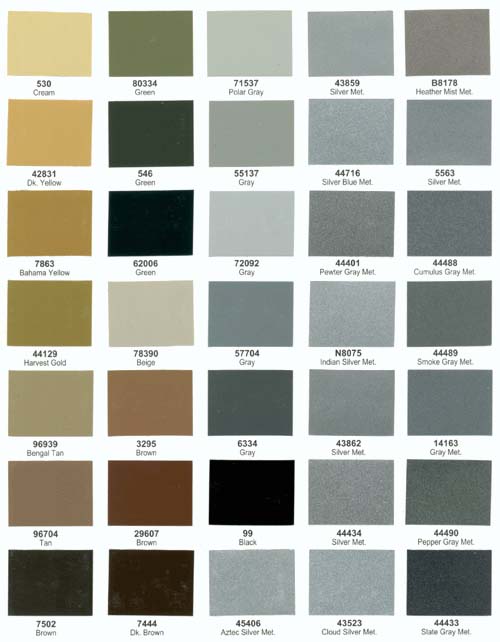 530 80334 71537 43859 B8178
Cream Green Polar Gray Silver Met. Heather Mist Met.
42831 546 55137 44716 5563
Dk. Yellow Green Gray Silver Blue Met. Silver Met.
7863 62006 72092 44401 44488
Bahama Yellow Green Gray Pewter Gray Met. Cumulus Gray Met.
44129 78390 57704 N8075 44489
Harvest Gold Beige Gray Indian Silver Met. Smoke Gray Met.
96939 3295 6334 43862 14163
Bengal Tan Brown Gray Silver Met. Gray Met.
96704 29607 99 44434 44490
Tan Brown Black Silver Met. Pepper Gray Met.
7502 7444 45406 43523 44433
Brown Dk. Brown Aztec Silver Met. Cloud Silver Met. Slate Gray Met.